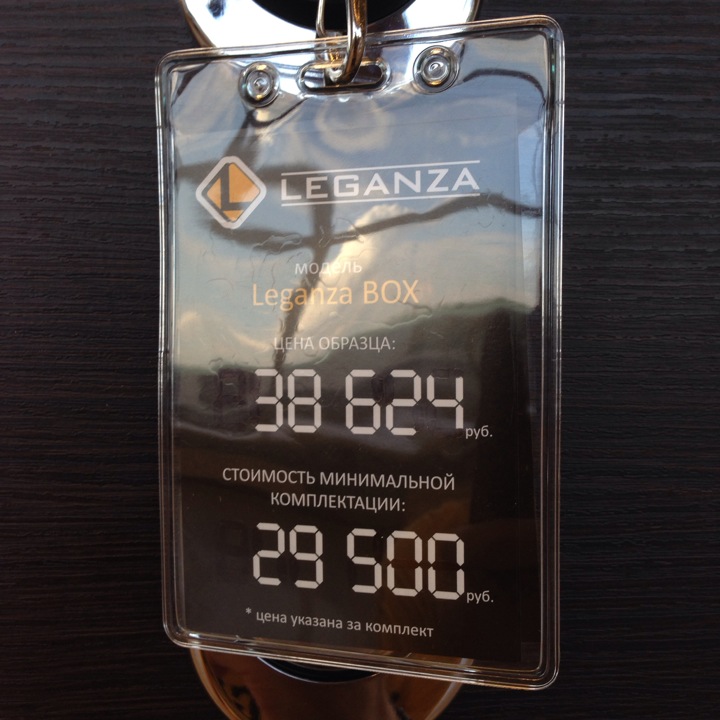 LEGANZA
модель
Leganza BOX
ЦЕНА ОБРАЗЦА:
38 624 руб.
СТОИМОСТЬ МИНИМАЛЬНОЙ
КОМПЛЕКТАЦИИ:
29 500 руб.
* цена указана за комплект